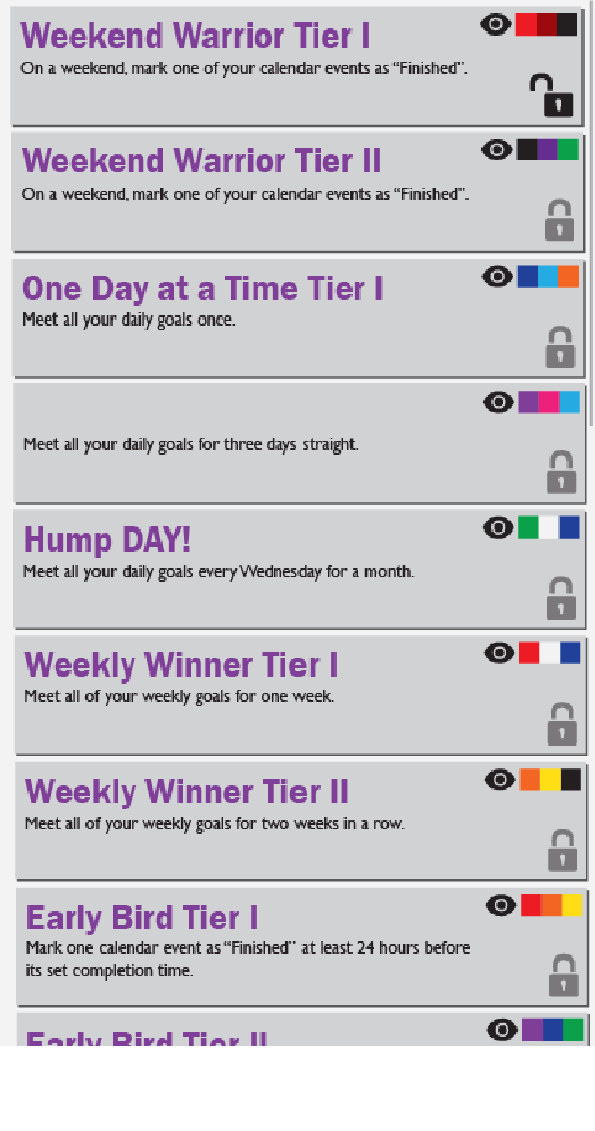 Weekend Warrior Tier I
On a weekend, mark one of your calendar events as “Finished”.
Weekend Warrior Tier II
On a weekend, mark one of your calendar events as “Finished”.
One Day at a Time Tier I
Meet all your daily goals once.
Meet all your daily goals for three days straight.
Hump DAY!
Meet all your daily goals every Wednesday for a month.
Weekly Winner Tier I
Meet all of your weekly goals for one week.
Weekly Winner Tier II
Meet all of your weekly goals for two weeks in a row.
Early Bird Tier I
Mark one calendar event as “Finished” at least 24 hours before
its set completion time.
Early Bird Tier II